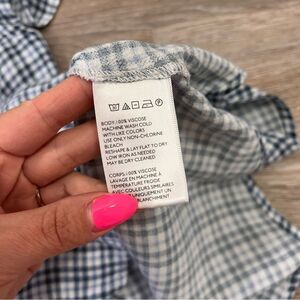 BODY: 100% VISCOSE
MACHINE WASH COLD
WITH LIKE COLORS
USE ONLY NON-CHLORINE
BLEACH
RESHAPE & LAY FLAT TO DRY
LOW IRON AS NEEDED
MAY BE DRY CLEANED
CORPS: 100% VISCOSE
LAVAGE EN MACHINE À
TEMPÉRATURE FROIDE
AVEC COULEURS SIMILAIRES
UNIQUEMENT UN
BLANCHIMENT